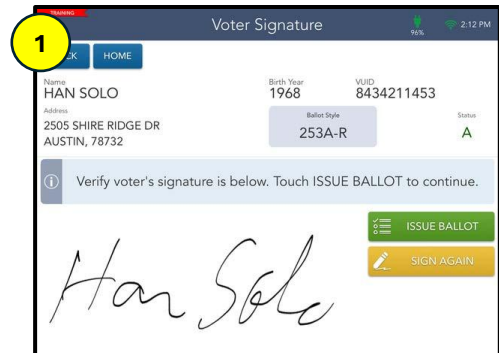 TRAINING
Voter Signature
96%
2:12 PM
1
CK
HOME
Name
HAN SOLO
Birth Year
1968
VUID
8434211453
Address
2505 SHIRE RIDGE DR
AUSTIN, 78732
Ballot Style
253A-R
Status
A
Verify voter's signature is below. Touch ISSUE BALLOT to continue.
ISSUE BALLOT
SIGN AGAIN
Han Solo